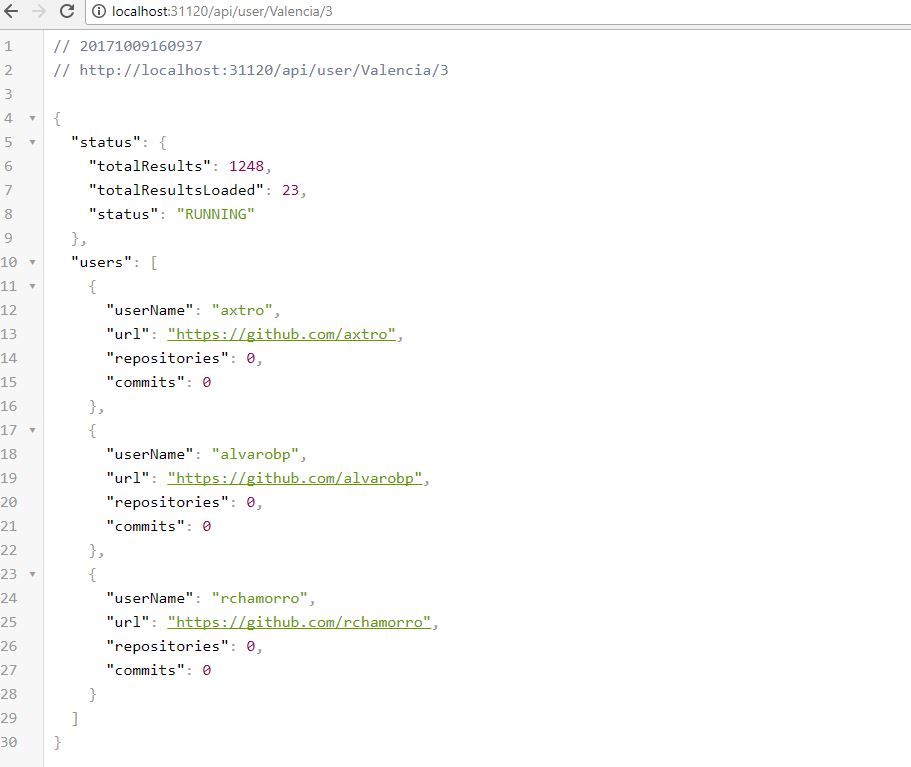 localhost:31120/api/user/Valencia/3
1 // 20171009160937
2 // http://localhost:31120/api/user/Valencia/3
3
4 {
5   "status": {
6     "totalResults": 1248,
7     "totalResultsLoaded": 23,
8     "status": "RUNNING"
9   },
10   "users": [
11     {
12       "userName": "axtro",
13       "url": "https://github.com/axtro",
14       "repositories": 0,
15       "commits": 0
16     },
17     {
18       "userName": "alvarobp",
19       "url": "https://github.com/alvarobp",
20       "repositories": 0,
21       "commits": 0
22     },
23     {
24       "userName": "rchamorro",
25       "url": "https://github.com/rchamorro",
26       "repositories": 0,
27       "commits": 0
28     }
29   ]
30 }